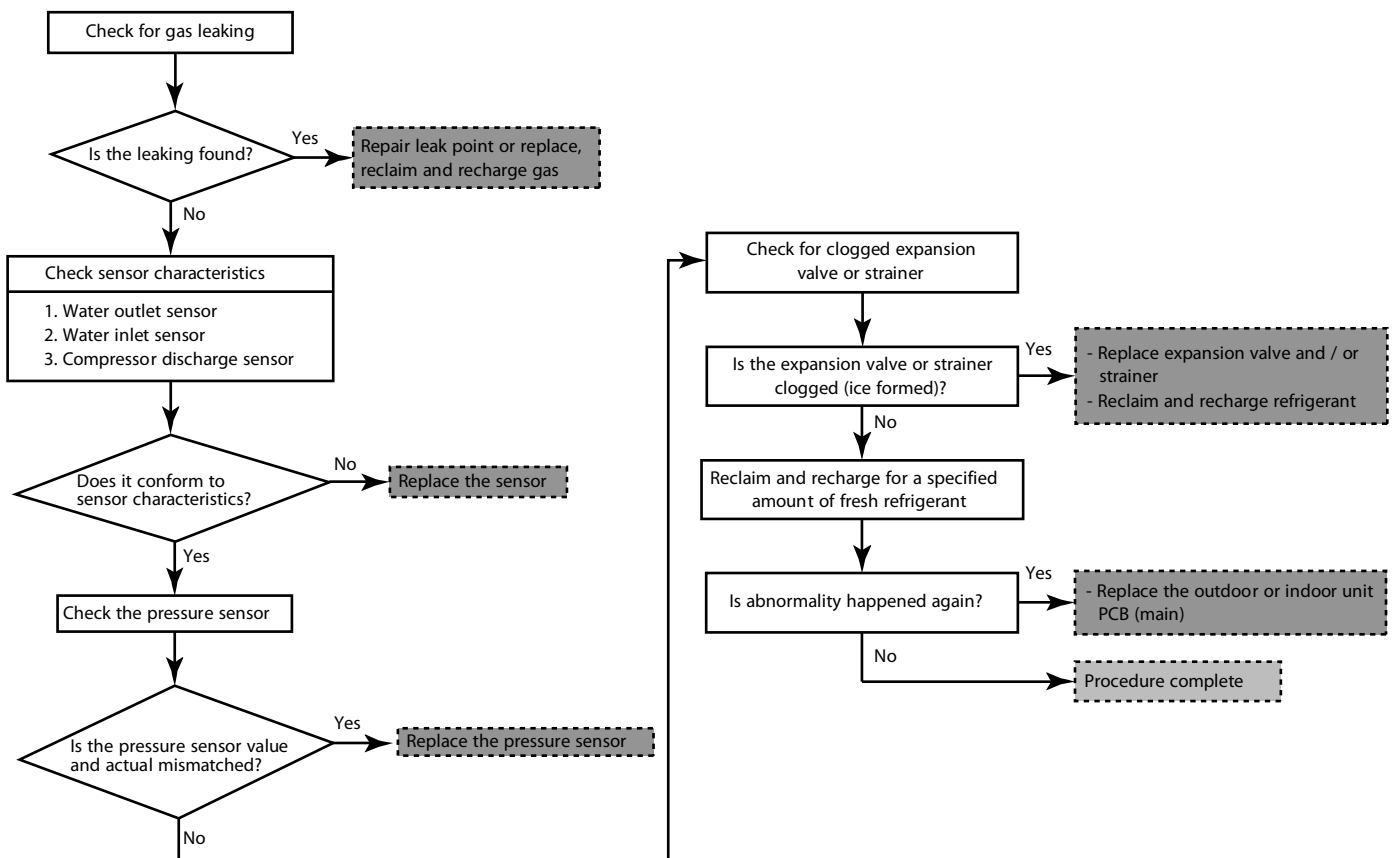 Check for gas leaking
Is the leaking found?
Yes
Repair leak point or replace,
reclaim and recharge gas
No
Check sensor characteristics
1. Water outlet sensor
2. Water inlet sensor
3. Compressor discharge sensor
Does it conform to
sensor characteristics?
No
Replace the sensor
Yes
Check the pressure sensor
Is the pressure sensor value
and actual mismatched?
Yes
Replace the pressure sensor
No
Check for clogged expansion
valve or strainer
Is the expansion valve or strainer
clogged (ice formed)?
Yes
- Replace expansion valve and / or
strainer
- Reclaim and recharge refrigerant
No
Reclaim and recharge for a specified
amount of fresh refrigerant
Is abnormality happened again?
Yes
- Replace the outdoor or indoor unit
PCB (main)
No
Procedure complete